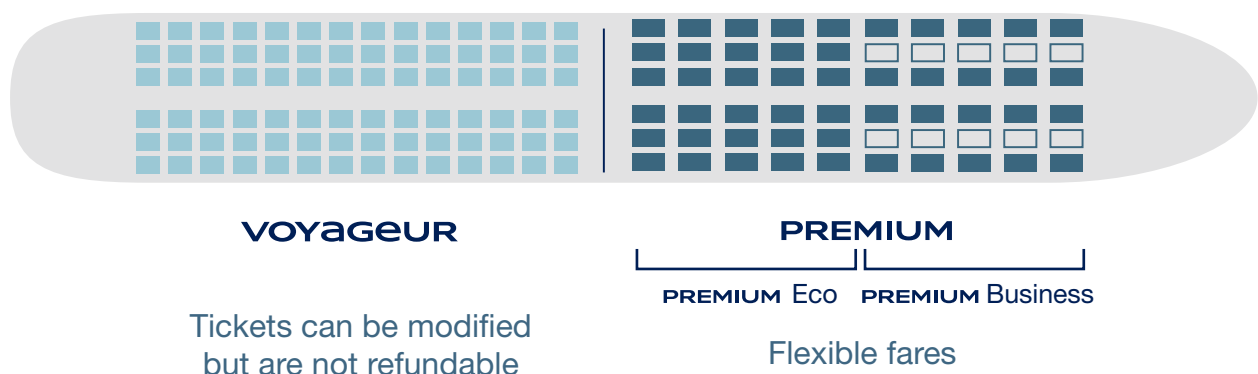 VOYAGEUR
PREMIUM
PREMIUM Eco
PREMIUM Business
Tickets can be modified
but are not refundable
Flexible fares